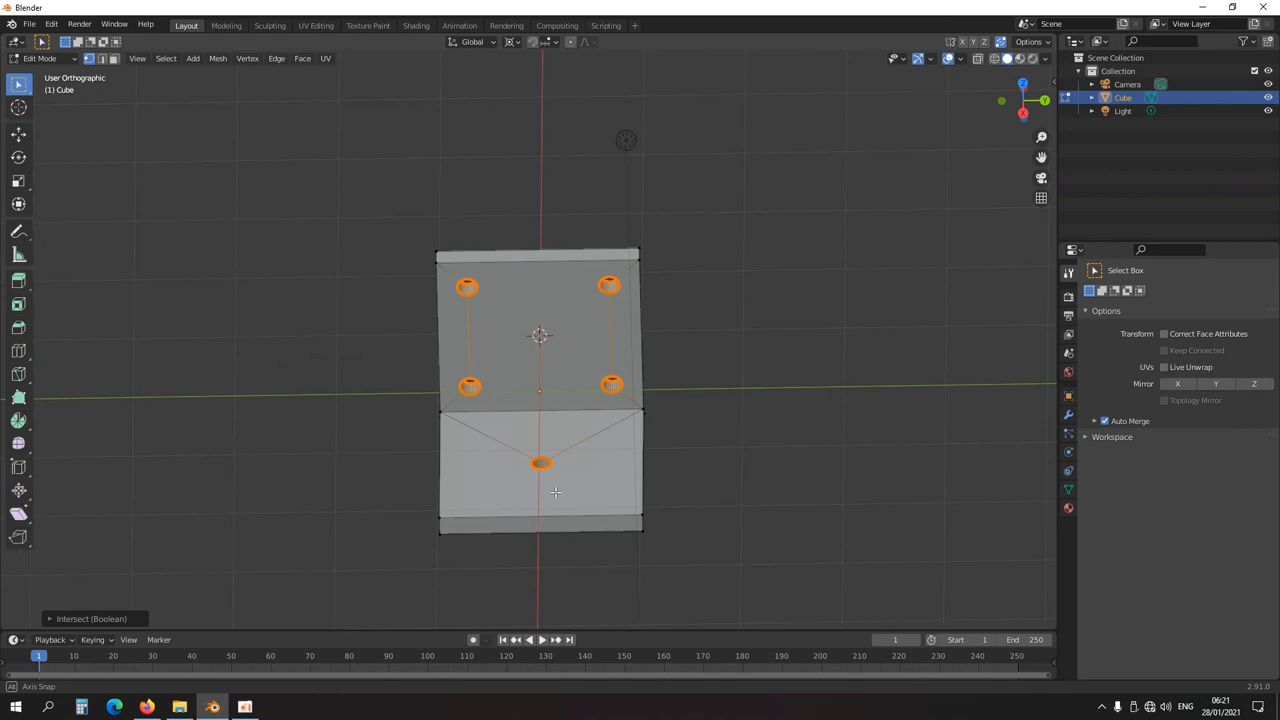 Blender
File Edit Render Window Help Layout Modeling Sculpting UV Editing Texture Paint Shading Animation Rendering Compositing Scripting + Scene View Layer
Global X Y Z Options
Edit Mode View Select Add Mesh Vertex Edge Face UV
User Orthographic
(1) Cube
Z
Y
X
Scene Collection
Collection
Camera
Cube
Light
Select Box
Options
Transform Correct Face Attributes
Keep Connected
UVs Live Unwrap
Mirror X Y Z
Topology Mirror
Auto Merge
Workspace
Intersect (Boolean)
Playback Keying View Marker 1 Start 1 End 250
1 10 20 30 40 50 60 70 80 90 100 110 120 130 140 150 160 170 180 190 200 210 220 230 240 250
Alt Axis Snap 2.91.0
ENG 06:21
28/01/2021